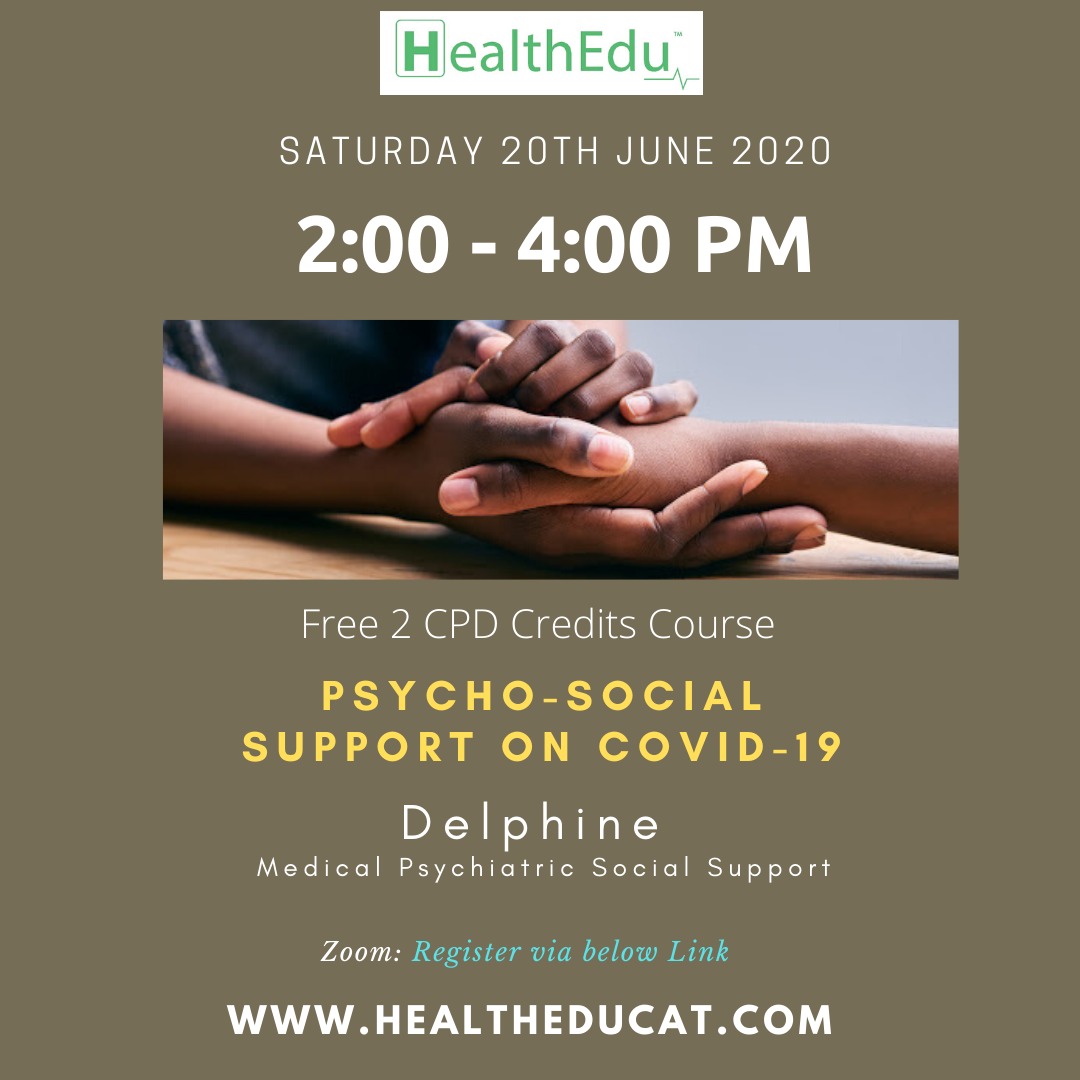 HealthEdu™
SATURDAY 20TH JUNE 2020
2:00 - 4:00 PM
Free 2 CPD Credits Course
PSYCHO-SOCIAL
SUPPORT ON COVID-19
Delphine
Medical Psychiatric Social Support
Zoom: Register via below Link
WWW.HEALTHEDUCAT.COM